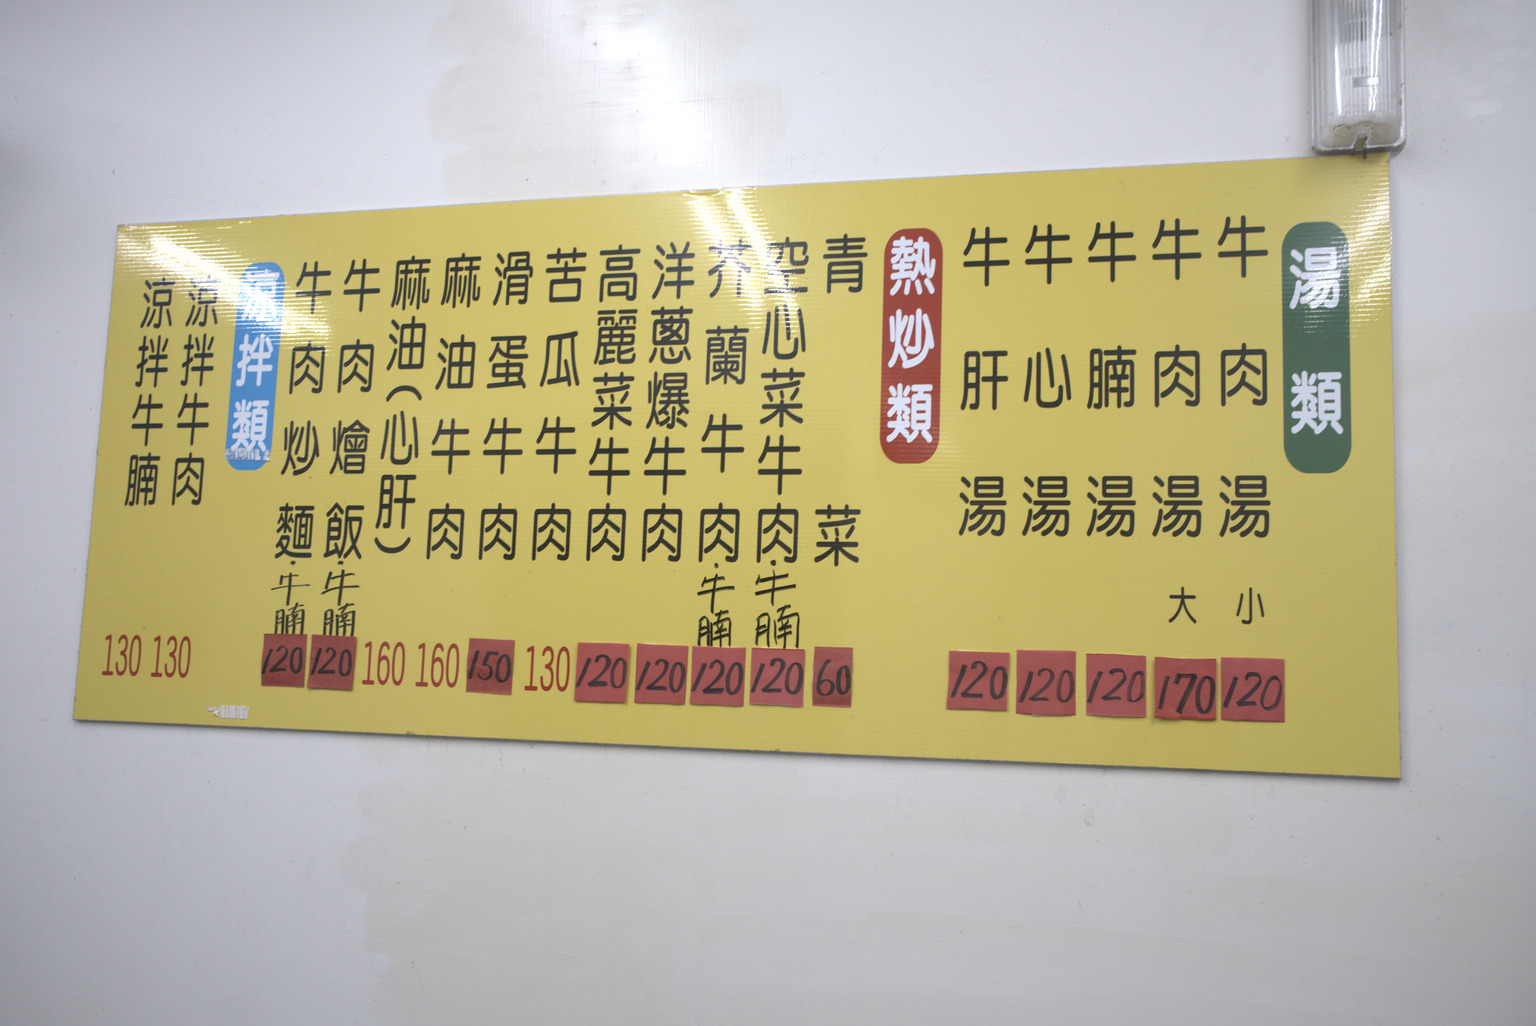 湯類
牛肉湯小 120
牛肉湯大 170
牛腩湯 120
牛心湯 120
牛肝湯 120
熱炒類
青菜 60
空心菜牛肉·牛腩 120
芥蘭牛肉·牛腩 120
洋蔥爆牛肉 120
高麗菜牛肉 120
苦瓜牛肉 130
滑蛋牛肉 150
麻油牛肉 160
麻油(心肝) 160
牛肉燴飯·牛腩 120
牛肉炒麵·牛腩 120
涼拌類
涼拌牛肉 130
涼拌牛腩 130